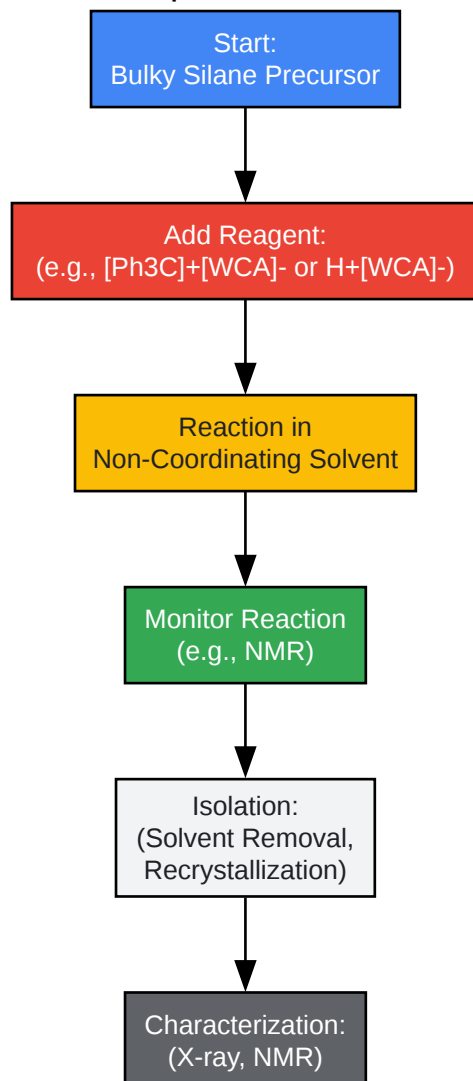 Start:
Bulky Silane Precursor
Add Reagent:
(e.g., [Ph3C]+[WCA]- or H+[WCA]-)
Reaction in
Non-Coordinating Solvent
Monitor Reaction
(e.g., NMR)
Isolation:
(Solvent Removal,
Recrystallization)
Characterization:
(X-ray, NMR)